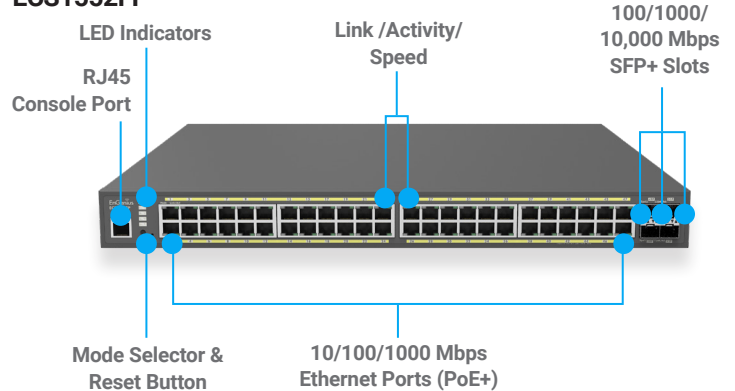 LED Indicators
Link /Activity/
Speed
100/1000/
10,000 Mbps
SFP+ Slots
RJ45
Console Port
EnGenius
Mode Selector &
Reset Button
10/100/1000 Mbps
Ethernet Ports (PoE+)